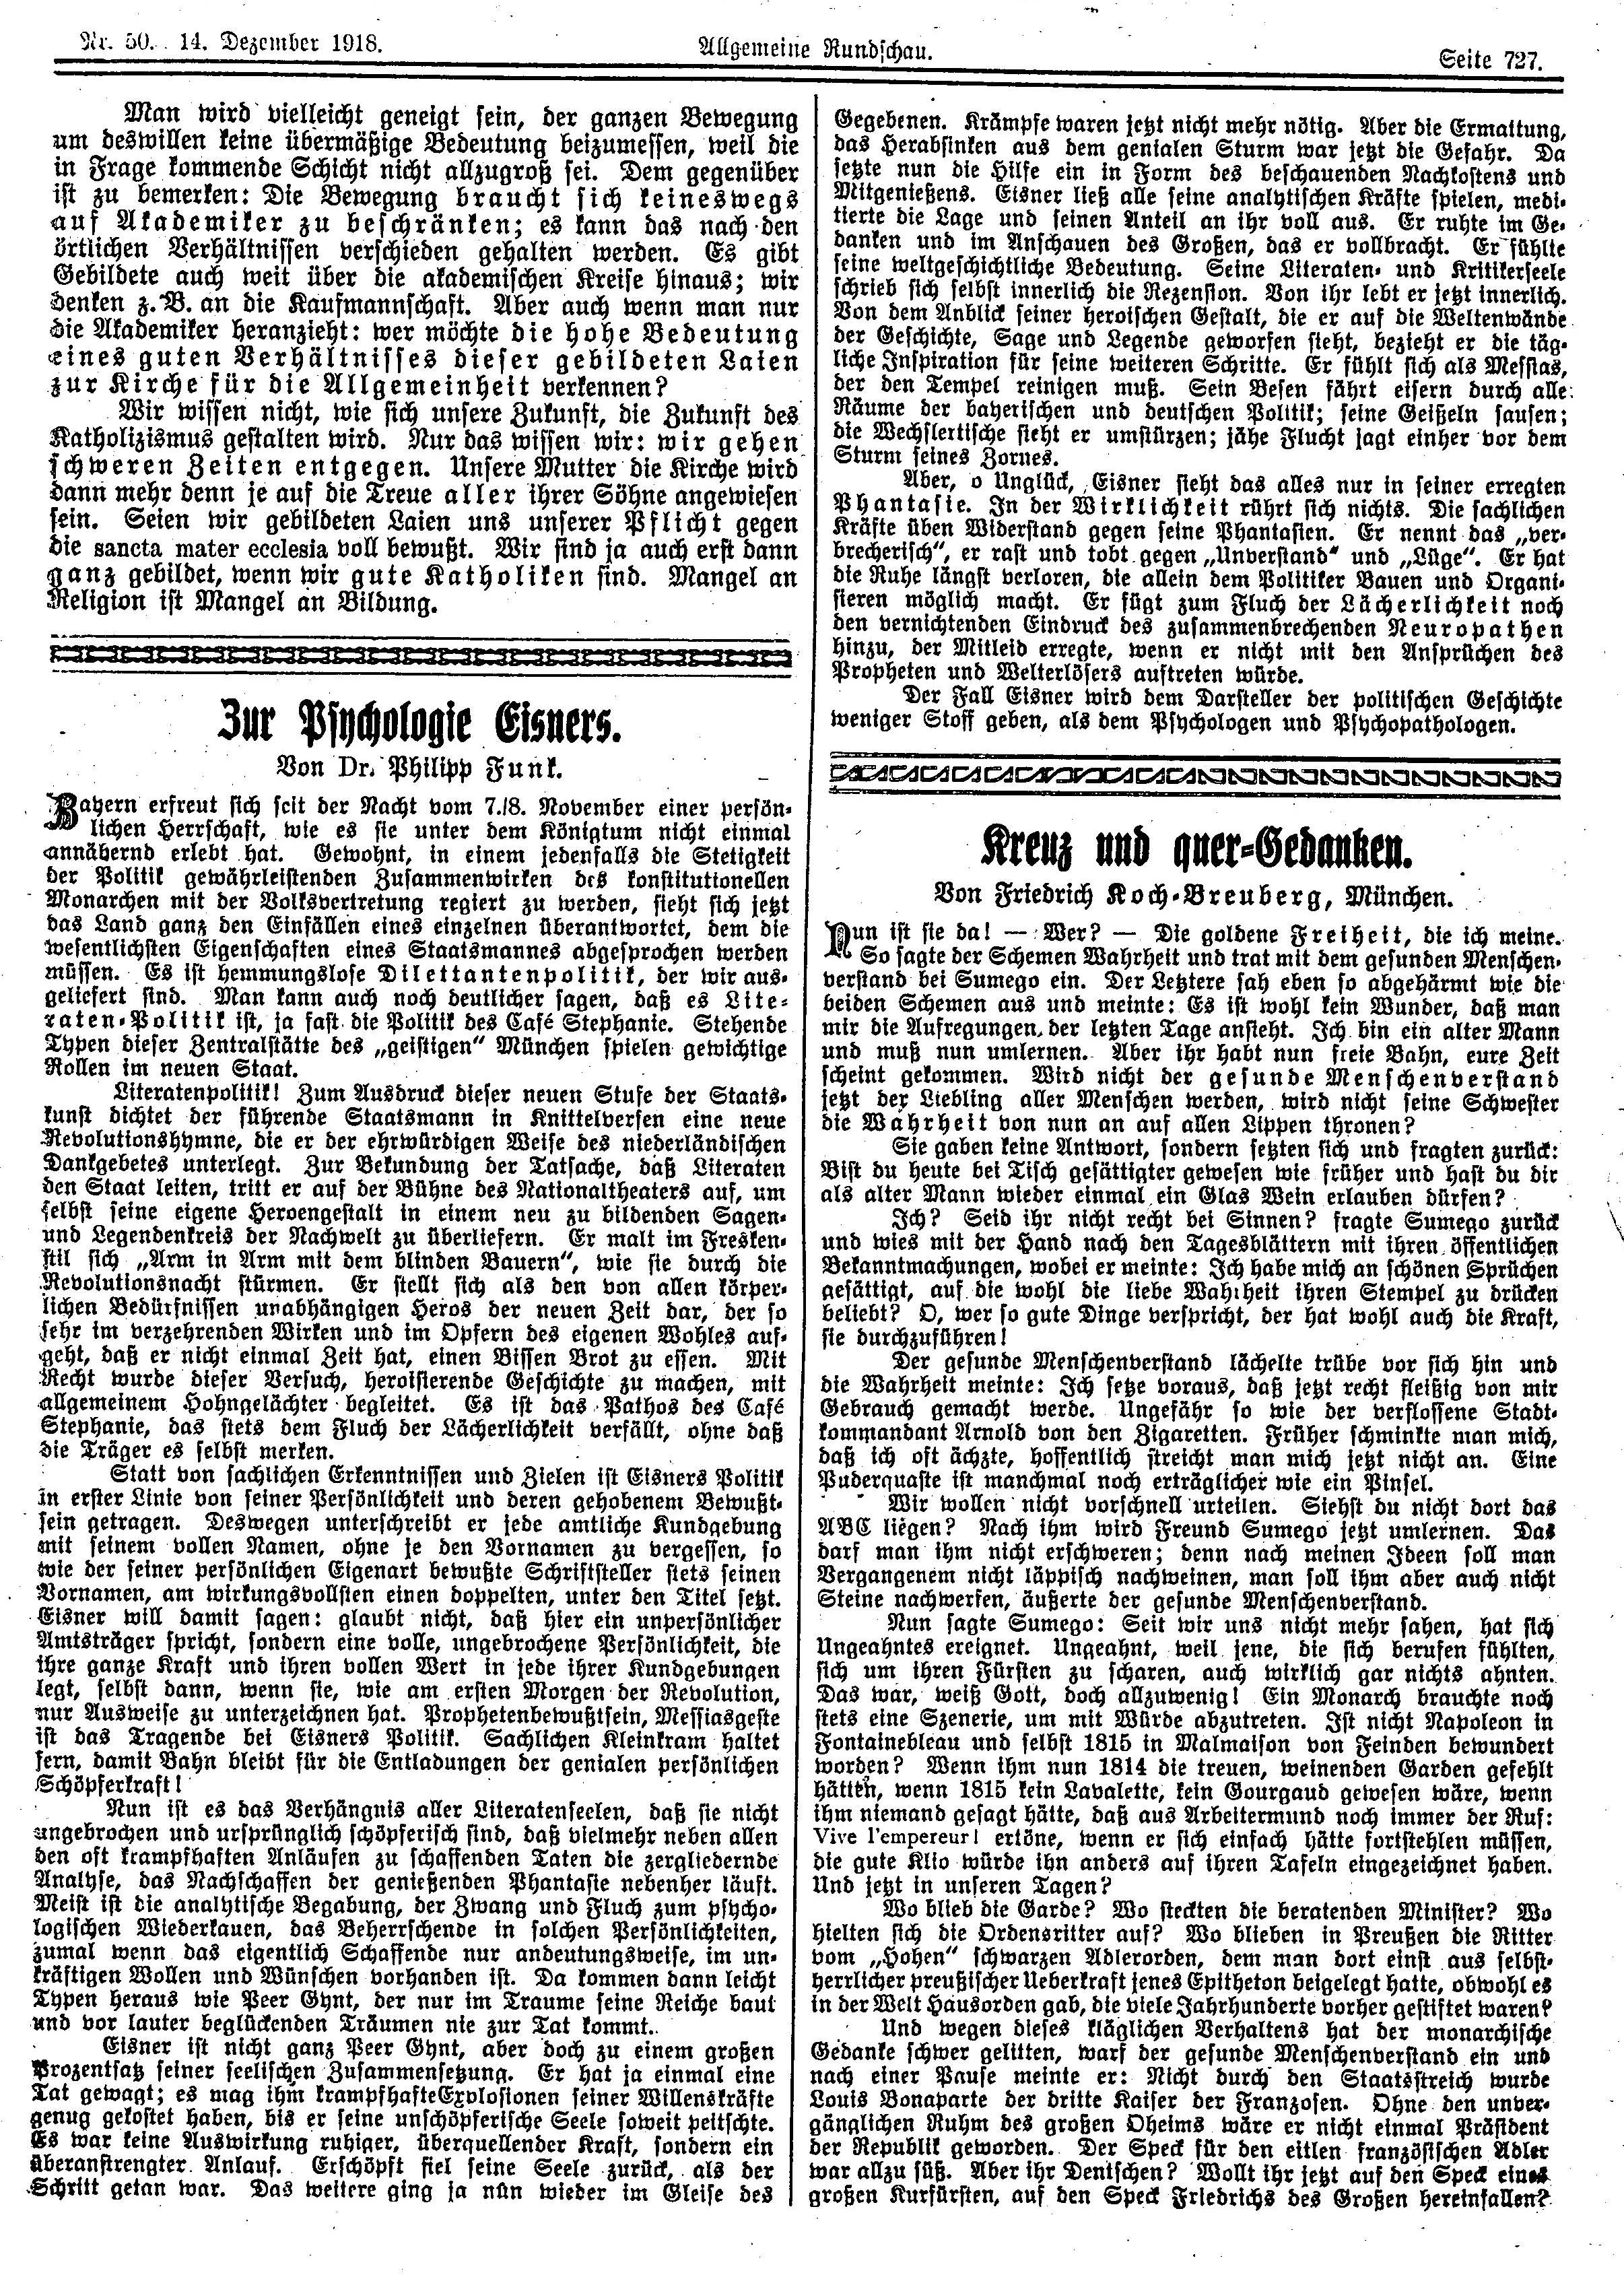 Nr. 50. 14. Dezember 1918.
Allgemeine Rundschau.
Seite 727.
Man wird vielleicht geneigt sein, der ganzen Bewegung
um deswillen keine übermäßige Bedeutung beizumessen, weil die
in Frage kommende Schicht nicht allzugroß sei. Dem gegenüber
ist zu bemerken: Die Bewegung braucht sich keineswegs
auf Akademiker zu beschränken; es kann das nach den
örtlichen Verhältnissen verschieden gehalten werden. Es gibt
Gebildete auch weit über die akademischen Kreise hinaus; wir
denken z. B. an die Kaufmannschaft. Aber auch wenn man nur
die Akademiker heranzieht: wer möchte die hohe Bedeutung
eines guten Verhältnisses dieser gebildeten Laien
zur Kirche für die Allgemeinheit verkennen?
Wir wissen nicht, wie sich unsere Zukunft, die Zukunft des
Katholizismus gestalten wird. Nur das wissen wir: wir gehen
schweren Zeiten entgegen. Unsere Mutter die Kirche wird
dann mehr denn je auf die Treue aller ihrer Söhne angewiesen
sein. Seien wir gebildeten Laien uns unserer Pflicht gegen
die sancta mater ecclesia voll bewußt. Wir sind ja auch erst dann
ganz gebildet, wenn wir gute Katholiken sind. Mangel an
Religion ist Mangel an Bildung.
Zur Psychologie Eisners.
Von Dr. Philipp Funk.
Bayern erfreut sich seit der Nacht vom 7./8. November einer persön-
lichen Herrschaft, wie es sie unter dem Königtum nicht einmal
annähernd erlebt hat. Gewohnt, in einem jedenfalls die Stetigkeit
der Politik gewährleistenden Zusammenwirken des konstitutionellen
Monarchen mit der Volksvertretung regiert zu werden, sieht sich jetzt
das Land ganz den Einfällen eines einzelnen überantwortet, dem die
wesentlichsten Eigenschaften eines Staatsmannes abgesprochen werden
müssen. Es ist hemmungslose Dilettantenpolitik, der wir aus-
geliefert sind. Man kann auch noch deutlicher sagen, daß es Lite-
raten-Politik ist, ja fast die Politik des Café Stephanie. Stehende
Typen dieser Zentralstätte des „geistigen“ München spielen gewichtige
Rollen im neuen Staat.
Literatenpolitik! Zum Ausdruck dieser neuen Stufe der Staats-
kunst dichtet der führende Staatsmann in Knittelversen eine neue
Revolutionshymne, die er der ehrwürdigen Weise des niederländischen
Dankgebetes unterlegt. Zur Bekundung der Tatsache, daß Literaten
den Staat leiten, tritt er auf der Bühne des Nationaltheaters auf, um
selbst seine eigene Heroengestalt in einem neu zu bildenden Sagen-
und Legendenkreis der Nachwelt zu überliefern. Er malt im Fresken-
stil sich „Arm in Arm mit dem blinden Bauern“, wie sie durch die
Revolutionsnacht stürmen. Er stellt sich als den von allen körper-
lichen Bedürfnissen unabhängigen Heros der neuen Zeit dar, der so
sehr im verzehrenden Wirken und im Opfern des eigenen Wohles auf-
geht, daß er nicht einmal Zeit hat, einen Bissen Brot zu essen. Mit
Recht wurde dieser Versuch, heroisierende Geschichte zu machen, mit
allgemeinem Hohngelächter begleitet. Es ist das Pathos des Café
Stephanie, das stets dem Fluch der Lächerlichkeit verfällt, ohne daß
die Träger es selbst merken.
Statt von sachlichen Erkenntnissen und Zielen ist Eisners Politik
in erster Linie von seiner Persönlichkeit und deren gehobenem Bewußt-
sein getragen. Deswegen unterschreibt er jede amtliche Kundgebung
mit seinem vollen Namen, ohne je den Vornamen zu vergessen, so
wie der seiner persönlichen Eigenart bewußte Schriftsteller stets seinen
Vornamen, am wirkungsvollsten einen doppelten, unter den Titel setzt.
Eisner will damit sagen: glaubt nicht, daß hier ein unpersönlicher
Amtsträger spricht, sondern eine volle, ungebrochene Persönlichkeit, die
ihre ganze Kraft und ihren vollen Wert in jede ihrer Kundgebungen
legt, selbst dann, wenn sie, wie am ersten Morgen der Revolution,
nur Ausweise zu unterzeichnen hat. Prophetenbewußtsein, Messiasgeste
ist das Tragende bei Eisners Politik. Sachlichen Kleinkram haltet
fern, damit Bahn bleibt für die Entladungen der genialen persönlichen
Schöpferkraft!
Nun ist es das Verhängnis aller Literatenseelen, daß sie nicht
ungebrochen und ursprünglich schöpferisch sind, daß vielmehr neben allen
den oft krampfhaften Anläufen zu schaffenden Taten die zergliedernde
Analyse, das Nachschaffen der genießenden Phantasie nebenher läuft.
Meist ist die analytische Begabung, der Zwang und Fluch zum psycho-
logischen Wiederkauen, das Beherrschende in solchen Persönlichkeiten,
zumal wenn das eigentlich Schaffende nur andeutungsweise, im un-
kräftigen Wollen und Wünschen vorhanden ist. Da kommen dann leicht
Typen heraus wie Peer Gynt, der nur im Traume seine Reiche baut
und vor lauter beglückenden Träumen nie zur Tat kommt.
Eisner ist nicht ganz Peer Gynt, aber doch zu einem großen
Prozentsatz seiner seelischen Zusammensetzung. Er hat ja einmal eine
Tat gewagt; es mag ihm krampfhafte Explosionen seiner Willenskräfte
genug gekostet haben, bis er seine unschöpferische Seele soweit peitschte.
Es war keine Auswirkung ruhiger, überquellender Kraft, sondern ein
überanstrengter Anlauf. Erschöpft fiel seine Seele zurück, als der
Schritt getan war. Das weitere ging ja nun wieder im Gleise des
Gegebenen. Krämpfe waren jetzt nicht mehr nötig. Aber die Ermattung,
das Herabsinken aus dem genialen Sturm war jetzt die Gefahr. Da
setzte nun die Hilfe ein in Form des beschauenden Nachkostens und
Mitgenießens. Eisner ließ alle seine analytischen Kräfte spielen, medi-
tierte die Lage und seinen Anteil an ihr voll aus. Er ruhte im Ge-
danken und im Anschauen des Großen, das er vollbracht. Er fühlte
seine weltgeschichtliche Bedeutung. Seine Literaten- und Kritikerseele
schrieb sich selbst innerlich die Rezension. Von ihr lebt er jetzt innerlich.
Von dem Anblick seiner heroischen Gestalt, die er auf die Weltenwände
der Geschichte, Sage und Legende geworfen sieht, bezieht er die täg-
liche Inspiration für seine weiteren Schritte. Er fühlt sich als Messias,
der den Tempel reinigen muß. Sein Besen fährt eisern durch alle
Räume der bayerischen und deutschen Politik; seine Geißeln sausen;
die Wechslertische sieht er umstürzen; jähe Flucht jagt einher vor dem
Sturm seines Zornes.
Aber, o Unglück, Eisner sieht das alles nur in seiner erregten
Phantasie. In der Wirklichkeit rührt sich nichts. Die sachlichen
Kräfte üben Widerstand gegen seine Phantasien. Er nennt das „ver-
brecherisch“, er rast und tobt gegen „Unverstand“ und „Lüge“. Er hat
die Ruhe längst verloren, die allein dem Politiker Bauen und Organi-
sieren möglich macht. Er fügt zum Fluch der Lächerlichkeit noch
den vernichtenden Eindruck des zusammenbrechenden Neuropathen
hinzu, der Mitleid erregte, wenn er nicht mit den Ansprüchen des
Propheten und Welterlösers auftreten würde.
Der Fall Eisner wird dem Darsteller der politischen Geschichte
weniger Stoff geben, als dem Psychologen und Psychopathologen.
Kreuz und quer-Gedanken.
Von Friedrich Koch-Breuberg, München.
Nun ist sie da! — Wer? — Die goldene Freiheit, die ich meine.
So sagte der Schemen Wahrheit und trat mit dem gesunden Menschen-
verstand bei Sumego ein. Der Letztere sah eben so abgehärmt wie die
beiden Schemen aus und meinte: Es ist wohl kein Wunder, daß man
mir die Aufregungen der letzten Tage ansieht. Ich bin ein alter Mann
und muß nun umlernen. Aber ihr habt nun freie Bahn, eure Zeit
scheint gekommen. Wird nicht der gesunde Menschenverstand
jetzt der Liebling aller Menschen werden, wird nicht seine Schwester
die Wahrheit von nun an auf allen Lippen thronen?
Sie gaben keine Antwort, sondern setzten sich und fragten zurück:
Bist du heute bei Tisch gesättigter gewesen wie früher und hast du dir
als alter Mann wieder einmal ein Glas Wein erlauben dürfen?
Ich? Seid ihr nicht recht bei Sinnen? fragte Sumego zurück
und wies mit der Hand nach den Tagesblättern mit ihren öffentlichen
Bekanntmachungen, wobei er meinte: Ich habe mich an schönen Sprüchen
gesättigt, auf die wohl die liebe Wahrheit ihren Stempel zu drücken
beliebt? O, wer so gute Dinge verspricht, der hat wohl auch die Kraft,
sie durchzuführen!
Der gesunde Menschenverstand lächelte trübe vor sich hin und
die Wahrheit meinte: Ich setze voraus, daß jetzt recht fleißig von mir
Gebrauch gemacht werde. Ungefähr so wie der verflossene Stadt-
kommandant Arnold von den Zigaretten. Früher schminkte man mich,
daß ich oft ächzte, hoffentlich streicht man mich jetzt nicht an. Eine
Puderquaste ist manchmal noch erträglicher wie ein Pinsel.
Wir wollen nicht vorschnell urteilen. Siehst du nicht dort das
ABC liegen? Nach ihm wird Freund Sumego jetzt umlernen. Das
darf man ihm nicht erschweren; denn nach meinen Ideen soll man
Vergangenem nicht läppisch nachweinen, man soll ihm aber auch nicht
Steine nachwerfen, äußerte der gesunde Menschenverstand.
Nun sagte Sumego: Seit wir uns nicht mehr sahen, hat sich
Ungeahntes ereignet. Ungeahnt, weil jene, die sich berufen fühlten,
sich um ihren Fürsten zu scharen, auch wirklich gar nichts ahnten.
Das war, weiß Gott, doch allzuwenig! Ein Monarch brauchte noch
stets eine Szenerie, um mit Würde abzutreten. Ist nicht Napoleon in
Fontainebleau und selbst 1815 in Malmaison von Feinden bewundert
worden? Wenn ihm nun 1814 die treuen, weinenden Garden gefehlt
hätten, wenn 1815 kein Lavalette, kein Gourgaud gewesen wäre, wenn
ihm niemand gesagt hätte, daß aus Arbeitermund noch immer der Ruf:
Vive l'empereur! ertöne, wenn er sich einfach hätte fortstehlen müssen,
die gute Klio würde ihn anders auf ihren Tafeln eingezeichnet haben.
Und jetzt in unseren Tagen?
Wo blieb die Garde? Wo steckten die beratenden Minister? Wo
hielten sich die Ordensritter auf? Wo blieben in Preußen die Ritter
vom „Hohen“ schwarzen Adlerorden, dem man dort einst aus selbst-
herrlicher preußischer Ueberkraft jenes Epitheton beigelegt hatte, obwohl es
in der Welt Hausorden gab, die viele Jahrhunderte vorher gestiftet waren?
Und wegen dieses kläglichen Verhaltens hat der monarchische
Gedanke schwer gelitten, warf der gesunde Menschenverstand ein und
nach einer Pause meinte er: Nicht durch den Staatsstreich wurde
Louis Bonaparte der dritte Kaiser der Franzosen. Ohne den unver-
gänglichen Ruhm des großen Oheims wäre er nicht einmal Präsident
der Republik geworden. Der Speck für den eitlen französischen Adler
war allzu süß. Aber ihr Deutschen? Wollt ihr jetzt auf den Speck eines
großen Kurfürsten, auf den Speck Friedrichs des Großen hereinfallen?